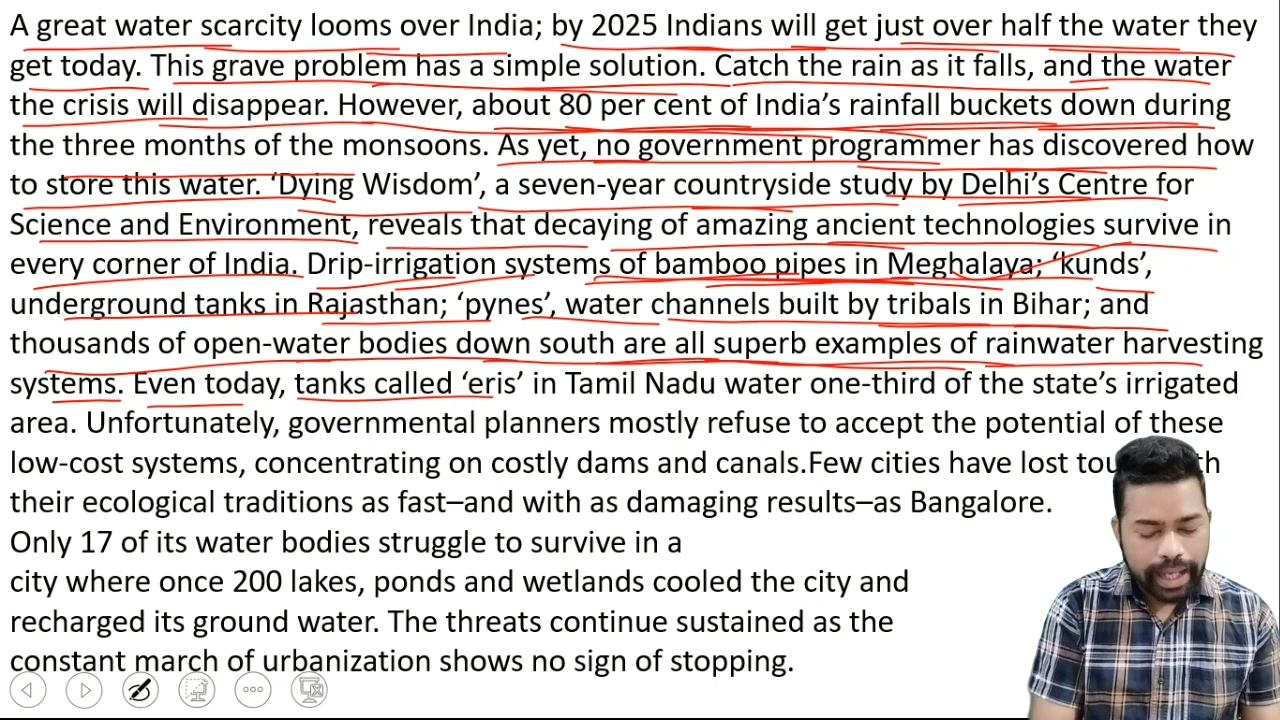 A great water scarcity looms over India; by 2025 Indians will get just over half the water they
get today. This grave problem has a simple solution. Catch the rain as it falls, and the water
the crisis will disappear. However, about 80 per cent of India’s rainfall buckets down during
the three months of the monsoons. As yet, no government programmer has discovered how
to store this water. ‘Dying Wisdom’, a seven-year countryside study by Delhi’s Centre for
Science and Environment, reveals that decaying of amazing ancient technologies survive in
every corner of India. Drip-irrigation systems of bamboo pipes in Meghalaya; ‘kunds’,
underground tanks in Rajasthan; ‘pynes’, water channels built by tribals in Bihar; and
thousands of open-water bodies down south are all superb examples of rainwater harvesting
systems. Even today, tanks called ‘eris’ in Tamil Nadu water one-third of the state’s irrigated
area. Unfortunately, governmental planners mostly refuse to accept the potential of these
low-cost systems, concentrating on costly dams and canals.Few cities have lost
their ecological traditions as fast–and with as damaging results–as Bangalore.
Only 17 of its water bodies struggle to survive in a
city where once 200 lakes, ponds and wetlands cooled the city and
recharged its ground water. The threats continue sustained as the
constant march of urbanization shows no sign of stopping.